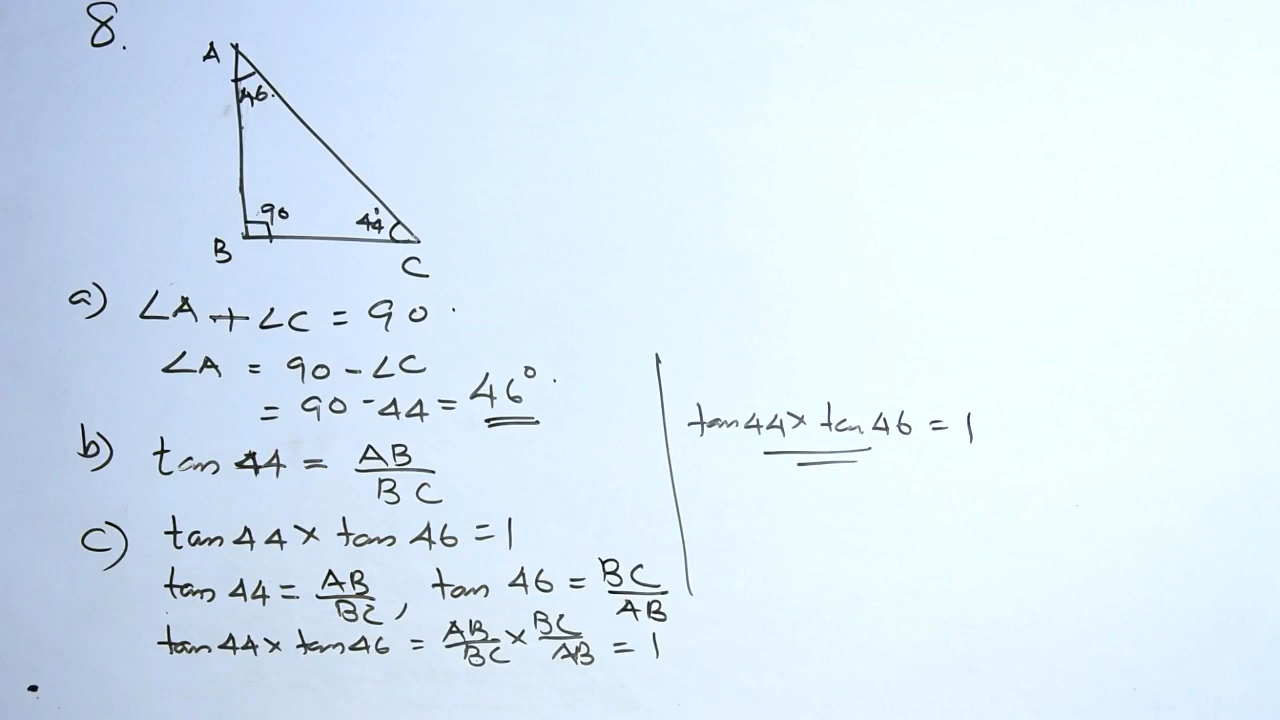 8.
A
46
90
44°
B
C
a) ∠A + ∠C = 90
∠A = 90 - ∠C
= 90 - 44 = 46°
b) tan 44 = AB/BC
c) tan 44 × tan 46 = 1
tan 44 = AB/BC, tan 46 = BC/AB
tan 44 × tan 46 = AB/BC × BC/AB = 1
tan 44 × tan 46 = 1